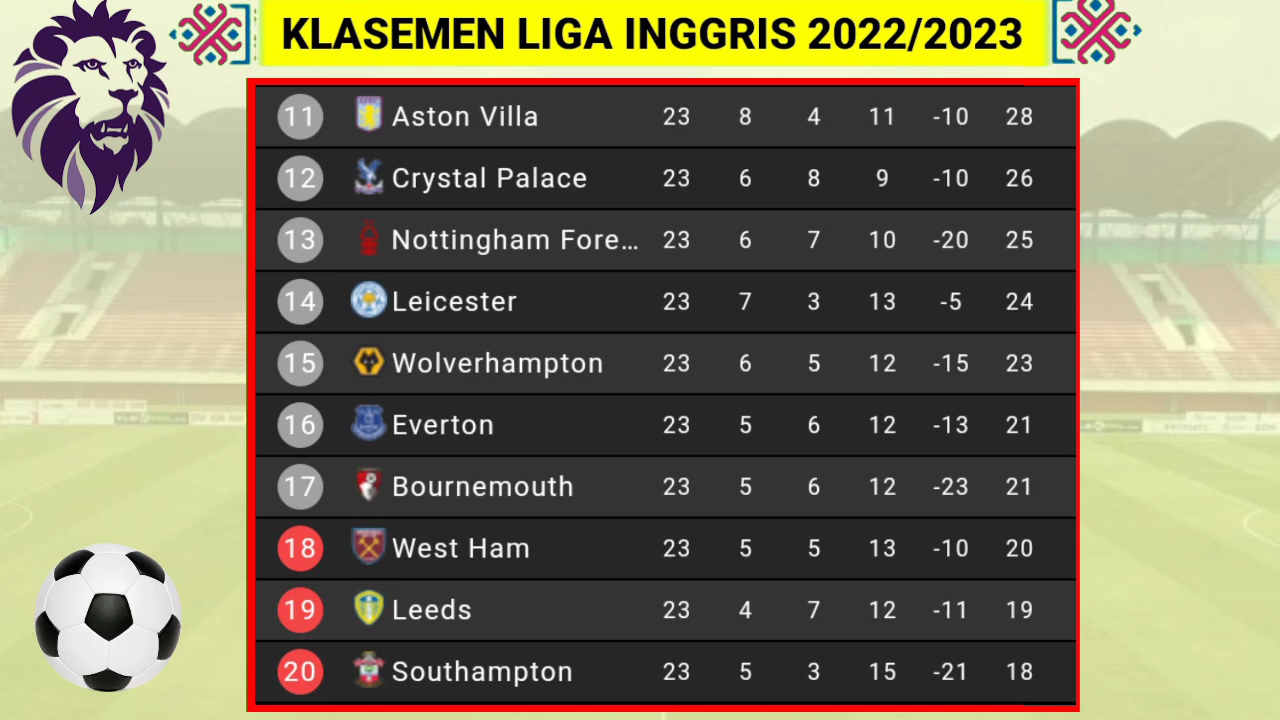 KLASEMEN LIGA INGGRIS 2022/2023
11 Aston Villa 23 8 4 11 -10 28
12 Crystal Palace 23 6 8 9 -10 26
13 Nottingham Fore... 23 6 7 10 -20 25
14 Leicester 23 7 3 13 -5 24
15 Wolverhampton 23 6 5 12 -15 23
16 Everton 23 5 6 12 -13 21
17 Bournemouth 23 5 6 12 -23 21
18 West Ham 23 5 5 13 -10 20
19 Leeds 23 4 7 12 -11 19
20 Southampton 23 5 3 15 -21 18